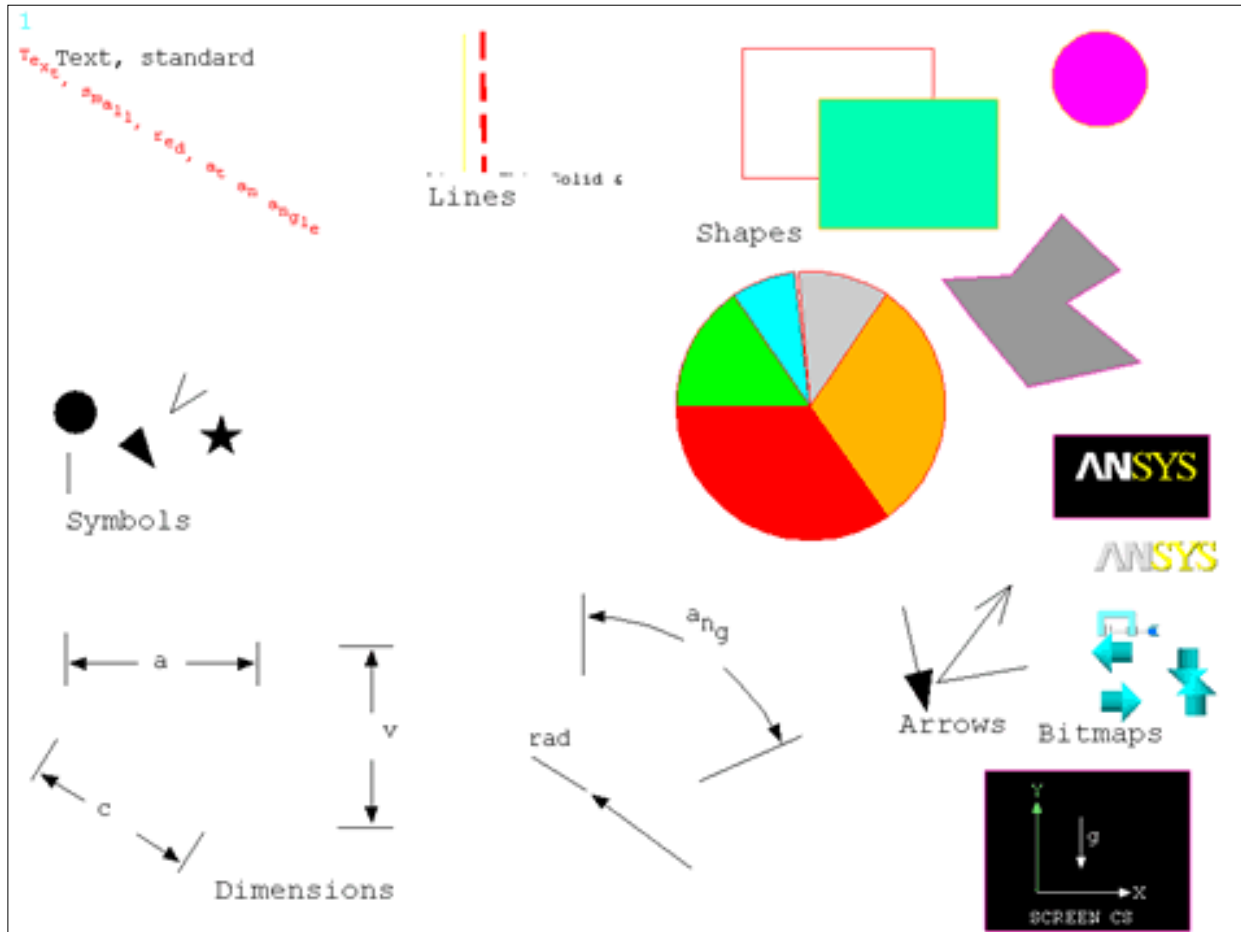 1
Text, standard
Text, small, red, at an angle
Solid &
Lines
Shapes
Symbols
ANSYS
ANSYS
a
v
c
ang
rad
Arrows
Bitmaps
Dimensions
Y
g
X
SCREEN CS